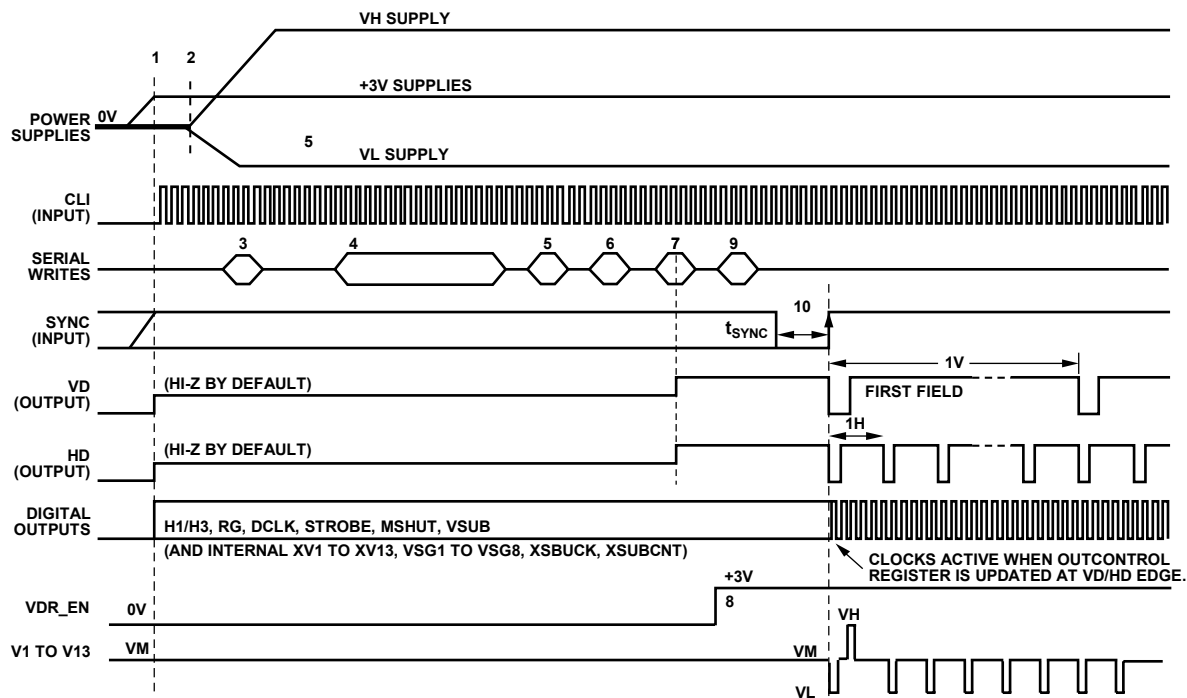 VH SUPPLY
1 2
+3V SUPPLIES
0V
POWER
SUPPLIES
5
VL SUPPLY
CLI
(INPUT)
3 4 5 6 7 9
SERIAL
WRITES
10
SYNC
(INPUT)
tSYNC
1V
VD
(OUTPUT)
(HI-Z BY DEFAULT)
FIRST FIELD
1H
HD
(OUTPUT)
(HI-Z BY DEFAULT)
DIGITAL
OUTPUTS
H1/H3, RG, DCLK, STROBE, MSHUT, VSUB
(AND INTERNAL XV1 TO XV13, VSG1 TO VSG8, XSBUCK, XSUBCNT)
CLOCKS ACTIVE WHEN OUTCONTROL
REGISTER IS UPDATED AT VD/HD EDGE.
+3V
VDR_EN
0V
8
VH
V1 TO V13
VM
VM
VL